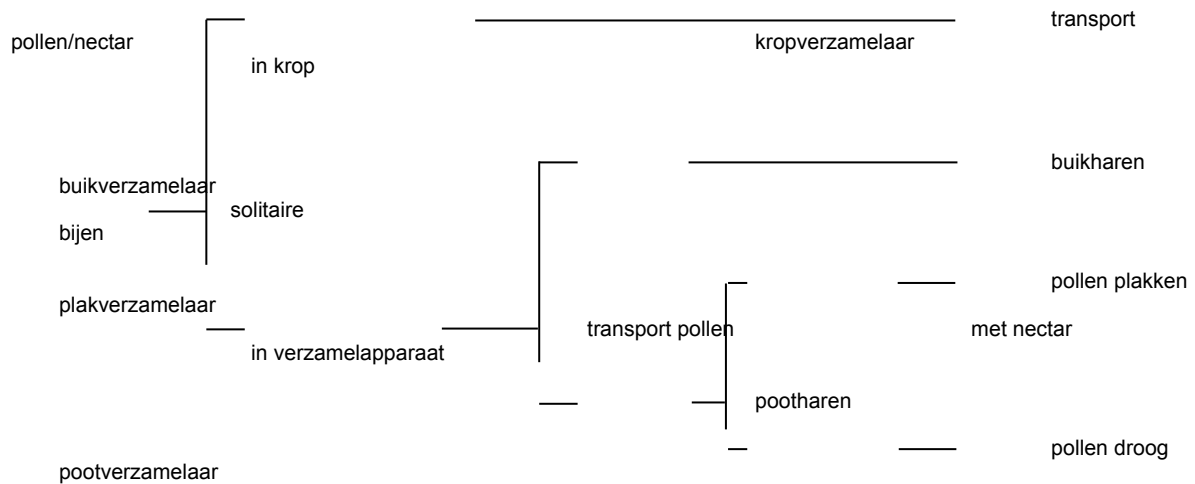 transport
pollen/nectar
kropverzamelaar
in krop
buikharen
buikverzamelaar
solitaire
bijen
pollen plakken
plakverzamelaar
transport pollen
met nectar
in verzamelapparaat
pootharen
pollen droog
pootverzamelaar